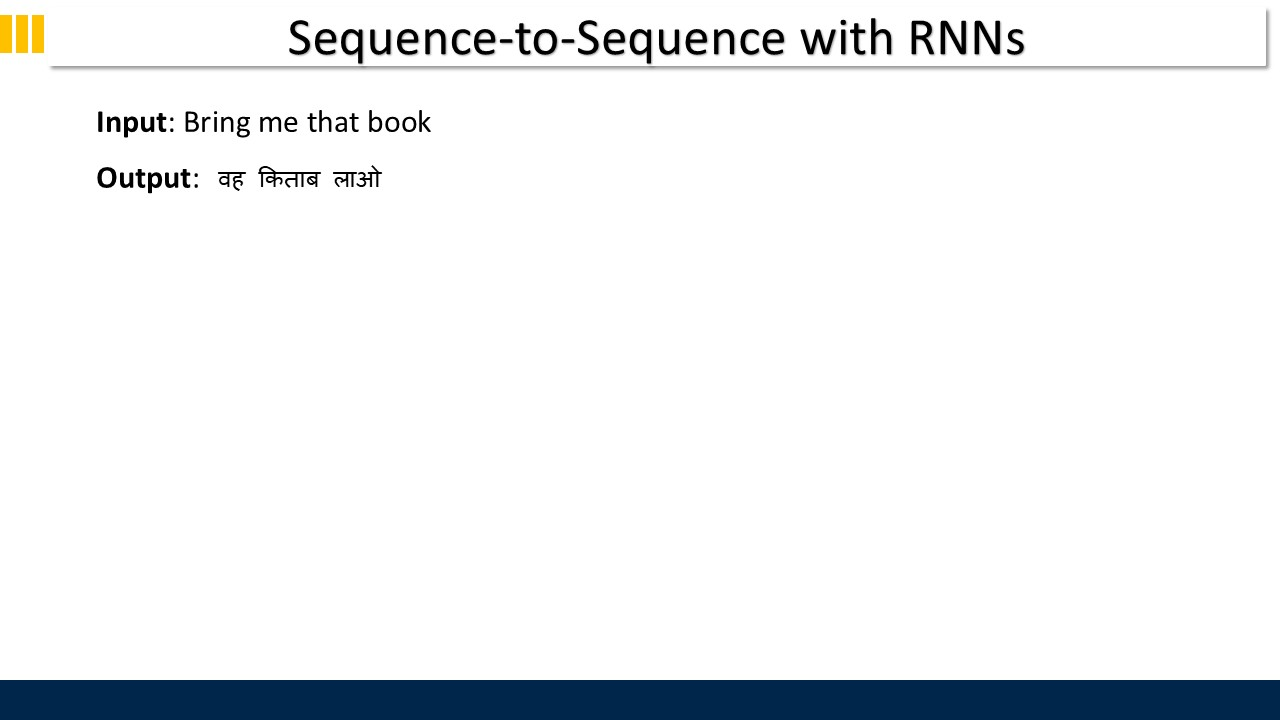 Sequence-to-Sequence with RNNs
Input: Bring me that book
Output: वह किताब लाओ